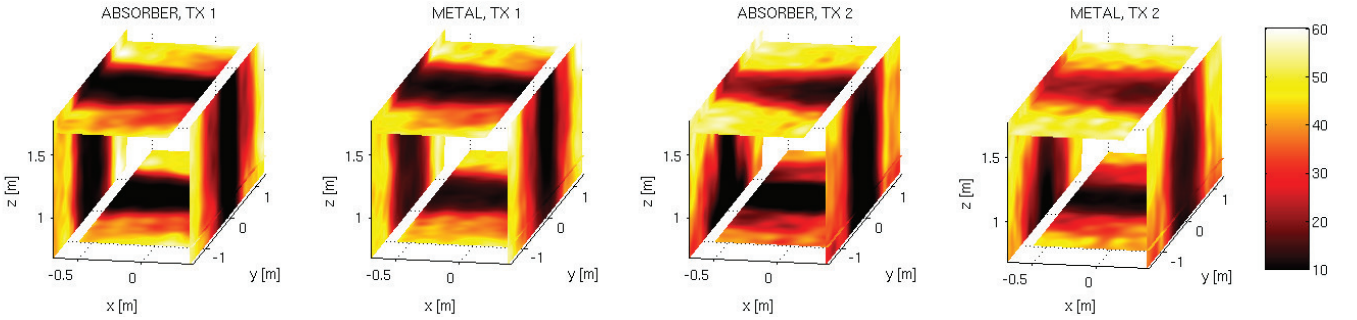 ABSORBER, TX 1
METAL, TX 1
ABSORBER, TX 2
METAL, TX 2
z [m]
1.5
1
-0.5
0
x [m]
-1
0
1
y [m]
z [m]
1.5
1
-0.5
0
x [m]
-1
0
1
y [m]
z [m]
1.5
1
-0.5
0
x [m]
-1
0
1
y [m]
z [m]
1.5
1
-0.5
0
x [m]
-1
0
1
y [m]
60
50
40
30
20
10